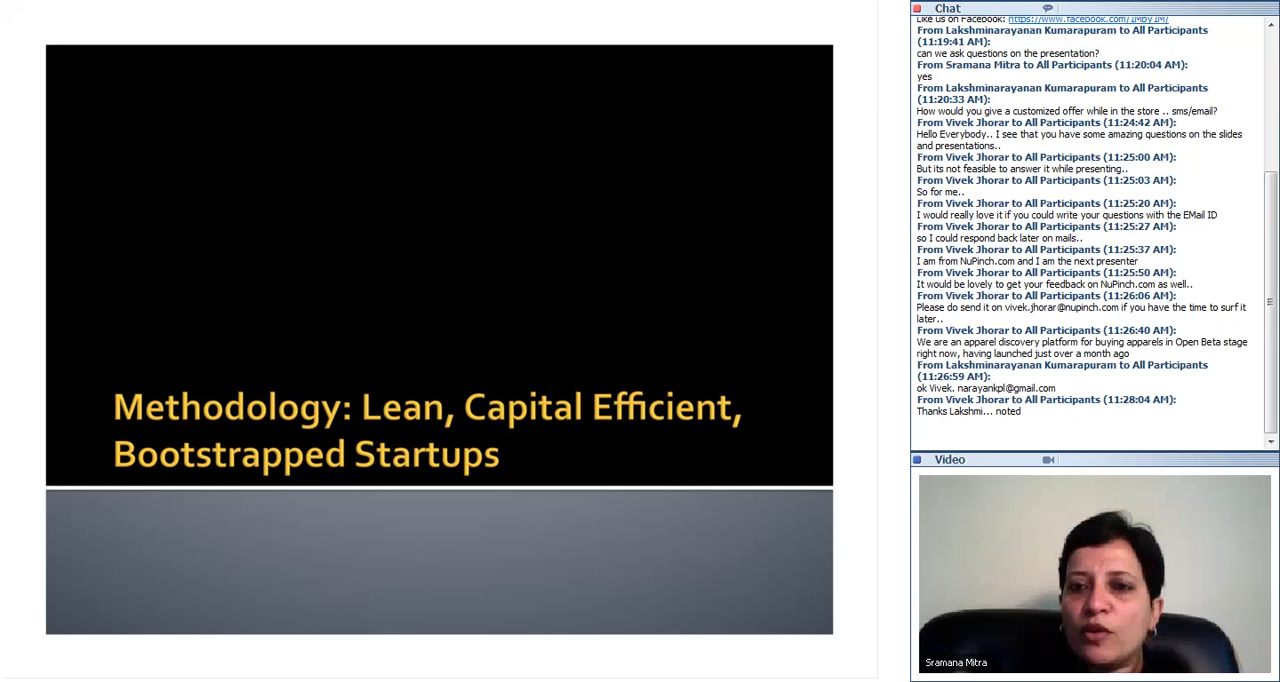 Methodology: Lean, Capital Efficient,
Bootstrapped Startups
Chat
Like us on Facebook: https://www.facebook.com/1Mby1M/
From Lakshminarayanan Kumarapuram to All Participants
(11:19:41 AM):
can we ask questions on the presentation?
From Sramana Mitra to All Participants (11:20:04 AM):
yes
From Lakshminarayanan Kumarapuram to All Participants
(11:20:33 AM):
How would you give a customized offer while in the store .. sms/email?
From Vivek Jhorar to All Participants (11:24:42 AM):
Hello Everybody.. I see that you have some amazing questions on the slides
and presentations..
From Vivek Jhorar to All Participants (11:25:00 AM):
But its not feasible to answer it while presenting..
From Vivek Jhorar to All Participants (11:25:03 AM):
So for me..
From Vivek Jhorar to All Participants (11:25:20 AM):
I would really love it if you could write your questions with the EMail ID
From Vivek Jhorar to All Participants (11:25:27 AM):
so I could respond back later on mails..
From Vivek Jhorar to All Participants (11:25:37 AM):
I am from NuPinch.com and I am the next presenter
From Vivek Jhorar to All Participants (11:25:50 AM):
It would be lovely to get your feedback on NuPinch.com as well..
From Vivek Jhorar to All Participants (11:26:06 AM):
Please do send it on vivek.jhorar@nupinch.com if you have the time to surf it
later..
From Vivek Jhorar to All Participants (11:26:40 AM):
We are an apparel discovery platform for buying apparels in Open Beta stage
right now, having launched just over a month ago
From Lakshminarayanan Kumarapuram to All Participants
(11:26:59 AM):
ok Vivek. narayankpl@gmail.com
From Vivek Jhorar to All Participants (11:28:04 AM):
Thanks Lakshmi... noted
Video
Sramana Mitra